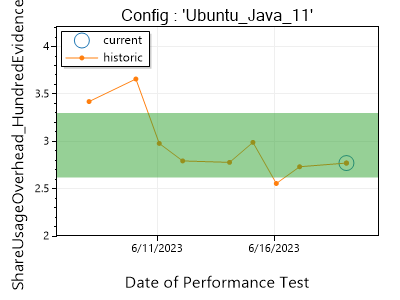 Config : 'Ubuntu_Java_11'
ShareUsageOverhead_HundredEvidence
4
3.5
3
2.5
2
current
historic
6/11/2023
6/16/2023
Date of Performance Test